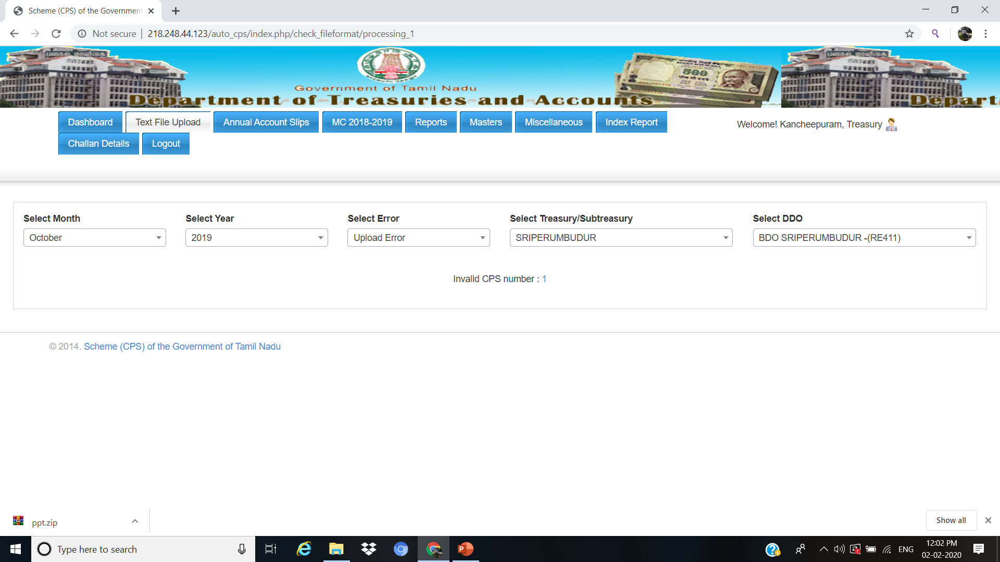 Scheme (CPS) of the Governmen
Not secure | 218.248.44.123/auto_cps/index.php/check_fileformat/processing_1
Government of Tamil Nadu
Department of Treasuries and Accounts
Depart
500
Dashboard Text File Upload Annual Account Slips MC 2018-2019 Reports Masters Miscellaneous Index Report
Welcome! Kancheepuram, Treasury
Challan Details Logout
Select Month Select Year Select Error Select Treasury/Subtreasury Select DDO
October 2019 Upload Error SRIPERUMBUDUR BDO SRIPERUMBUDUR -(RE411)
Invalid CPS number : 1
© 2014. Scheme (CPS) of the Government of Tamil Nadu
ppt.zip
Show all
Type here to search
ENG
12:02 PM
02-02-2020